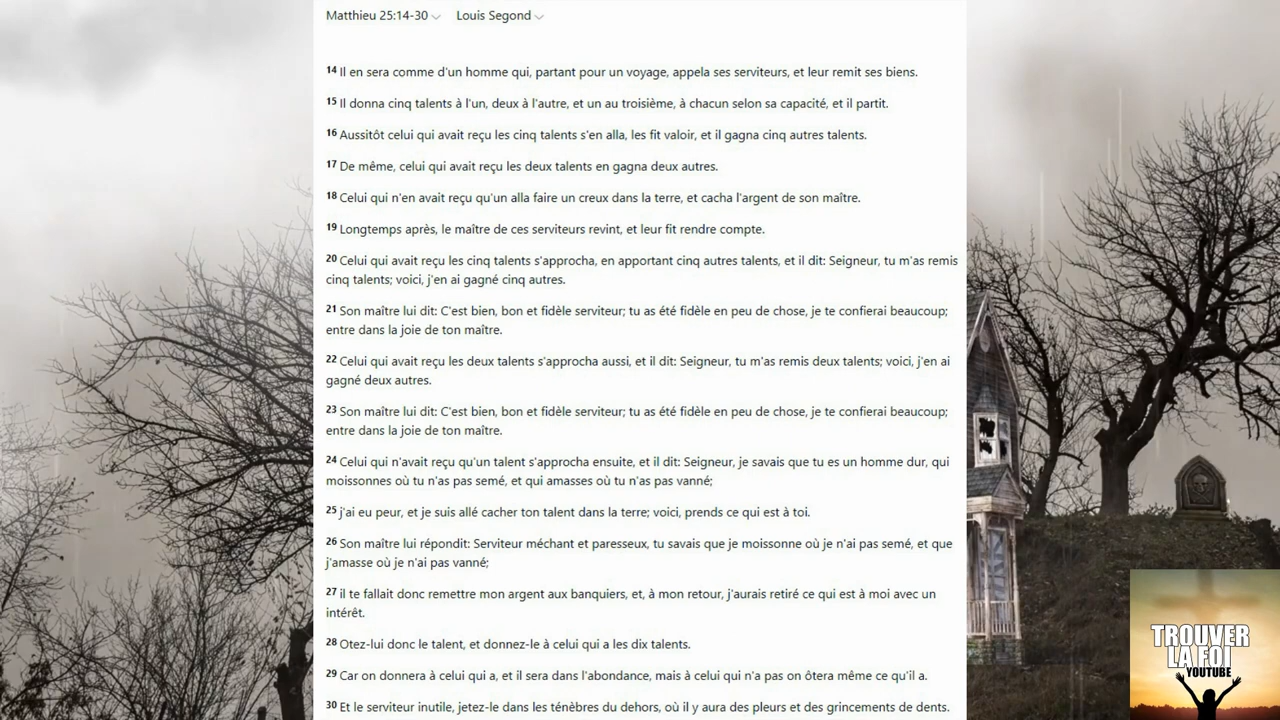 Matthieu 25:14-30 Louis Segond
14 Il en sera comme d'un homme qui, partant pour un voyage, appela ses serviteurs, et leur remit ses biens.
15 Il donna cinq talents à l'un, deux à l'autre, et un au troisième, à chacun selon sa capacité, et il partit.
16 Aussitôt celui qui avait reçu les cinq talents s'en alla, les fit valoir, et il gagna cinq autres talents.
17 De même, celui qui avait reçu les deux talents en gagna deux autres.
18 Celui qui n'en avait reçu qu'un alla faire un creux dans la terre, et cacha l'argent de son maître.
19 Longtemps après, le maître de ces serviteurs revint, et leur fit rendre compte.
20 Celui qui avait reçu les cinq talents s'approcha, en apportant cinq autres talents, et il dit: Seigneur, tu m'as remis
cinq talents; voici, j'en ai gagné cinq autres.
21 Son maître lui dit: C'est bien, bon et fidèle serviteur; tu as été fidèle en peu de chose, je te confierai beaucoup;
entre dans la joie de ton maître.
22 Celui qui avait reçu les deux talents s'approcha aussi, et il dit: Seigneur, tu m'as remis deux talents; voici, j'en ai
gagné deux autres.
23 Son maître lui dit: C'est bien, bon et fidèle serviteur; tu as été fidèle en peu de chose, je te confierai beaucoup;
entre dans la joie de ton maître.
24 Celui qui n'avait reçu qu'un talent s'approcha ensuite, et il dit: Seigneur, je savais que tu es un homme dur, qui
moissonnes où tu n'as pas semé, et qui amasses où tu n'as pas vanné;
25 j'ai eu peur, et je suis allé cacher ton talent dans la terre; voici, prends ce qui est à toi.
26 Son maître lui répondit: Serviteur méchant et paresseux, tu savais que je moissonne où je n'ai pas semé, et que
j'amasse où je n'ai pas vanné;
27 il te fallait donc remettre mon argent aux banquiers, et, à mon retour, j'aurais retiré ce qui est à moi avec un
intérêt.
28 Otez-lui donc le talent, et donnez-le à celui qui a les dix talents.
29 Car on donnera à celui qui a, et il sera dans l'abondance, mais à celui qui n'a pas on ôtera même ce qu'il a.
30 Et le serviteur inutile, jetez-le dans les ténèbres du dehors, où il y aura des pleurs et des grincements de dents.
TROUVER
LA FOI
YOUTUBE